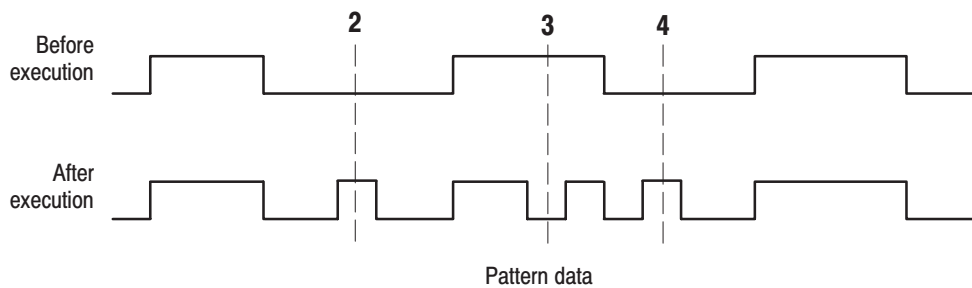 2 3 4
Before
execution
After
execution
Pattern data